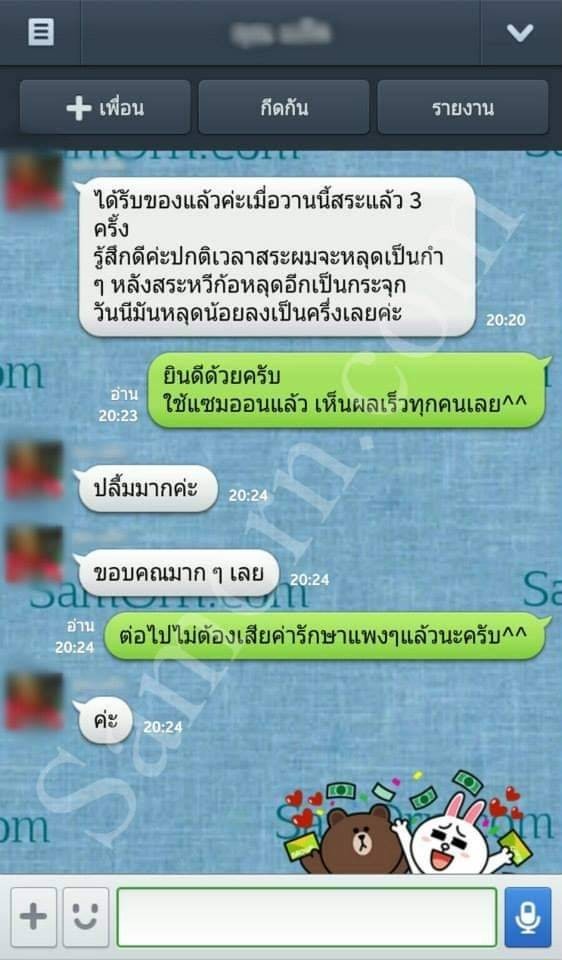 + เพื่อน
กีดกัน
รายงาน
SamOrn.com
ได้รับของแล้วค่ะเมื่อวานนี้สระแล้ว 3
ครั้ง
รู้สึกดีค่ะปกติเวลาสระผมจะหลุดเป็นกำ
ๆ หลังสระหวีก้อหลุดอีกเป็นกระจุก
วันนี้มันหลุดน้อยลงเป็นครึ่งเลยค่ะ
20:20
ยินดีด้วยครับ
ใช้แซมออนแล้ว เห็นผลเร็วทุกคนเลย^^
อ่าน
20:23
ปลื้มมากค่ะ
20:24
ขอบคุณมาก ๆ เลย
20:24
SamOrn.com
ต่อไปไม่ต้องเสียค่ารักษาแพงๆแล้วนะครับ^^
อ่าน
20:24
ค่ะ
20:24
SamOrn.com
Samorn.com